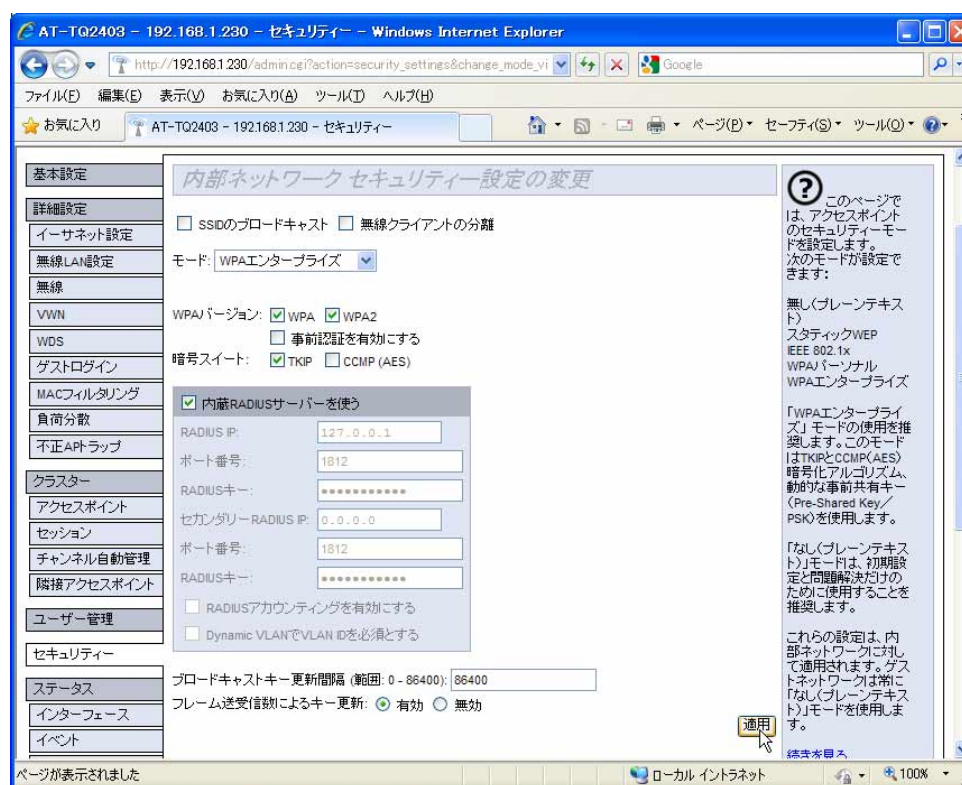 AT-TQ2403 - 192.168.1.230 - セキュリティー - Windows Internet Explorer
http://192.168.1.230/admin.cgi?action=security_settings&change_mode_vi
Google
ファイル(F) 編集(E) 表示(V) お気に入り(A) ツール(T) ヘルプ(H)
お気に入り
AT-TQ2403 - 192.168.1.230 - セキュリティー
ページ(P) セーフティ(S) ツール(O)
基本設定
詳細設定
イーサネット設定
無線LAN設定
無線
VWN
WDS
ゲストログイン
MACフィルタリング
負荷分散
不正APトラップ
クラスター
アクセスポイント
セッション
チャンネル自動管理
隣接アクセスポイント
ユーザー管理
セキュリティー
ステータス
インターフェース
イベント
内部ネットワーク セキュリティー設定の変更
SSIDのブロードキャスト 無線クライアントの分離
モード: WPAエンタープライズ
WPAバージョン: WPA WPA2
事前認証を有効にする
暗号スイート: TKIP CCMP (AES)
内蔵RADIUSサーバーを使う
RADIUS IP: 127.0.0.1
ポート番号: 1812
RADIUSキー: •••••••••••
セカンダリーRADIUS IP: 0.0.0.0
ポート番号: 1812
RADIUSキー: •••••••••••
RADIUSアカウンティングを有効にする
Dynamic VLANでVLAN IDを必須とする
ブロードキャストキー更新間隔 (範囲: 0 - 86400): 86400
フレーム送受信数によるキー更新: 有効 無効
適用
このページで
は、アクセスポイント
のセキュリティーモー
ドを設定します。
次のモードが設定で
きます:
無し(プレーンテキス
ト)
スタティックWEP
IEEE 802.1x
WPAパーソナル
WPAエンタープライズ
「WPAエンタープライ
ズ」モードの使用を推
奨します。このモード
はTKIPとCCMP(AES)
暗号化アルゴリズム、
動的な事前共有キー
(Pre-Shared Key/
PSK)を使用します。
「なし(プレーンテキス
ト)」モードは、初期設
定と問題解決だけの
ために使用することを
推奨します。
これらの設定は、内
部ネットワークに対し
て適用されます。ゲス
トネットワークは常に
「なし(プレーンテキス
ト)」モードを使用しま
す。
続きを見る
ページが表示されました
ローカル イントラネット
100%